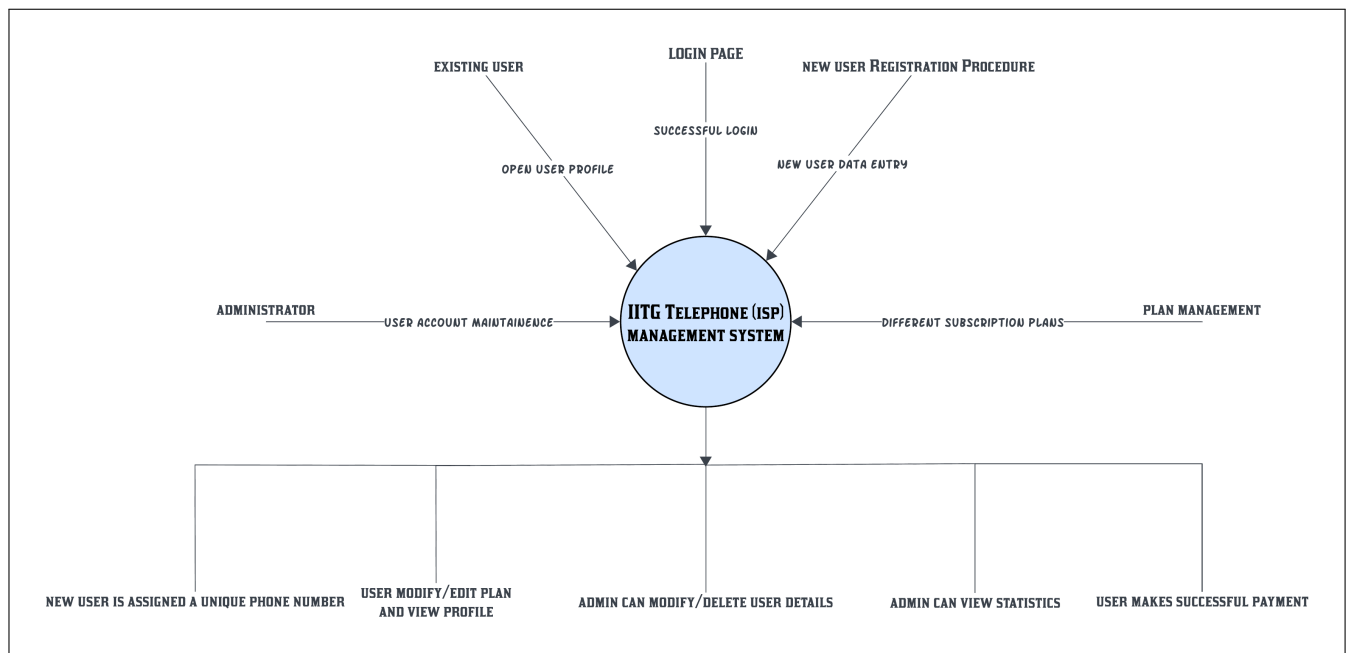 LOGIN PAGE
EXISTING USER
NEW USER REGISTRATION PROCEDURE
SUCCESSFUL LOGIN
OPEN USER PROFILE
NEW USER DATA ENTRY
ADMINISTRATOR
USER ACCOUNT MAINTAINENCE
IITG TELEPHONE (ISP)
MANAGEMENT SYSTEM
DIFFERENT SUBSCRIPTION PLANS
PLAN MANAGEMENT
NEW USER IS ASSIGNED A UNIQUE PHONE NUMBER
USER MODIFY/EDIT PLAN
AND VIEW PROFILE
ADMIN CAN MODIFY/DELETE USER DETAILS
ADMIN CAN VIEW STATISTICS
USER MAKES SUCCESSFUL PAYMENT